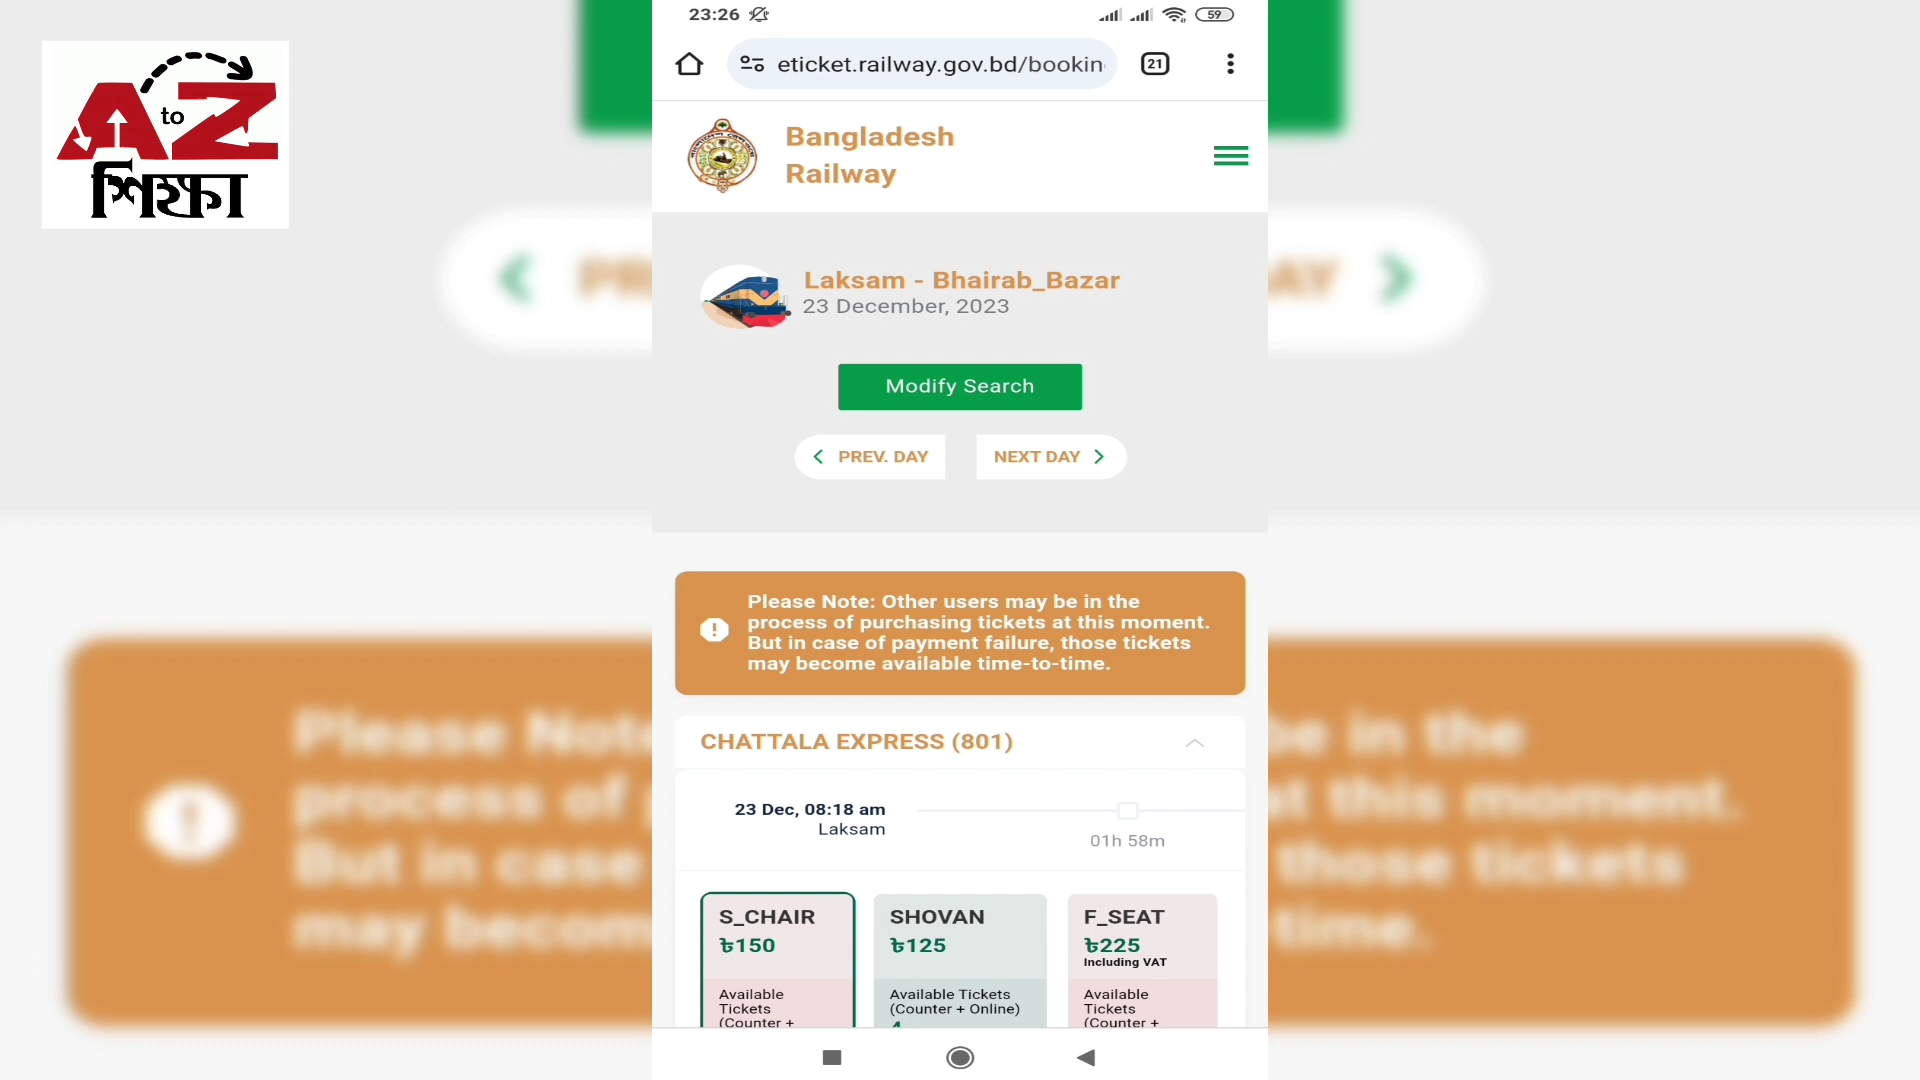 A to Z
শিক্ষা
23:26
59
eticket.railway.gov.bd/bookin
21
Bangladesh
Railway
Laksam - Bhairab_Bazar
23 December, 2023
Modify Search
PREV. DAY
NEXT DAY
Please Note: Other users may be in the
process of purchasing tickets at this moment.
But in case of payment failure, those tickets
may become available time-to-time.
CHATTALA EXPRESS (801)
23 Dec, 08:18 am
Laksam
01h 58m
S_CHAIR
৳150
Available
Tickets
(Counter +
SHOVAN
৳125
Available Tickets
(Counter + Online)
F_SEAT
৳225
Including VAT
Available
Tickets
(Counter +